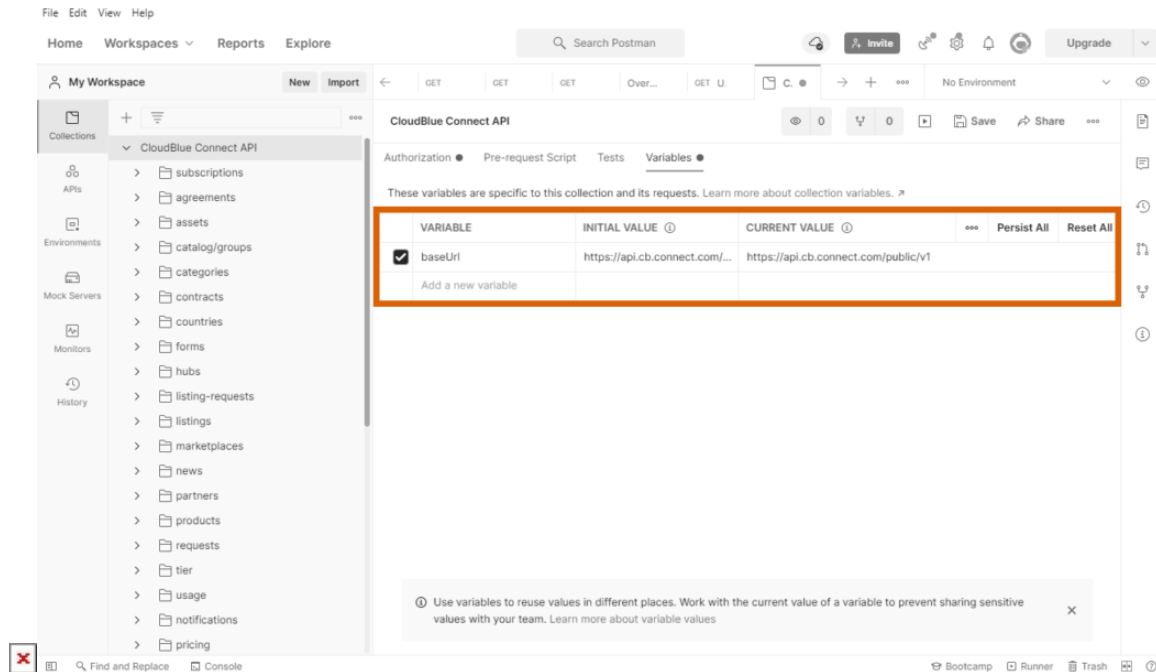 File Edit View Help
Home Workspaces Reports Explore Search Postman Invite Upgrade
My Workspace New Import GET GET GET Over... GET U. C. No Environment
Collections
APIs
Environments
Mock Servers
Monitors
History
CloudBlue Connect API
subscriptions
agreements
assets
catalog/groups
categories
contracts
countries
forms
hubs
listing-requests
listings
marketplaces
news
partners
products
requests
tier
usage
notifications
pricing
CloudBlue Connect API 0 0 Save Share
Authorization Pre-request Script Tests Variables
These variables are specific to this collection and its requests. Learn more about collection variables.
VARIABLE INITIAL VALUE CURRENT VALUE Persist All Reset All
baseUrl https://api.cb.connect.com/... https://api.cb.connect.com/public/v1
Add a new variable
Use variables to reuse values in different places. Work with the current value of a variable to prevent sharing sensitive
values with your team. Learn more about variable values
Find and Replace Console Bootcamp Runner Trash